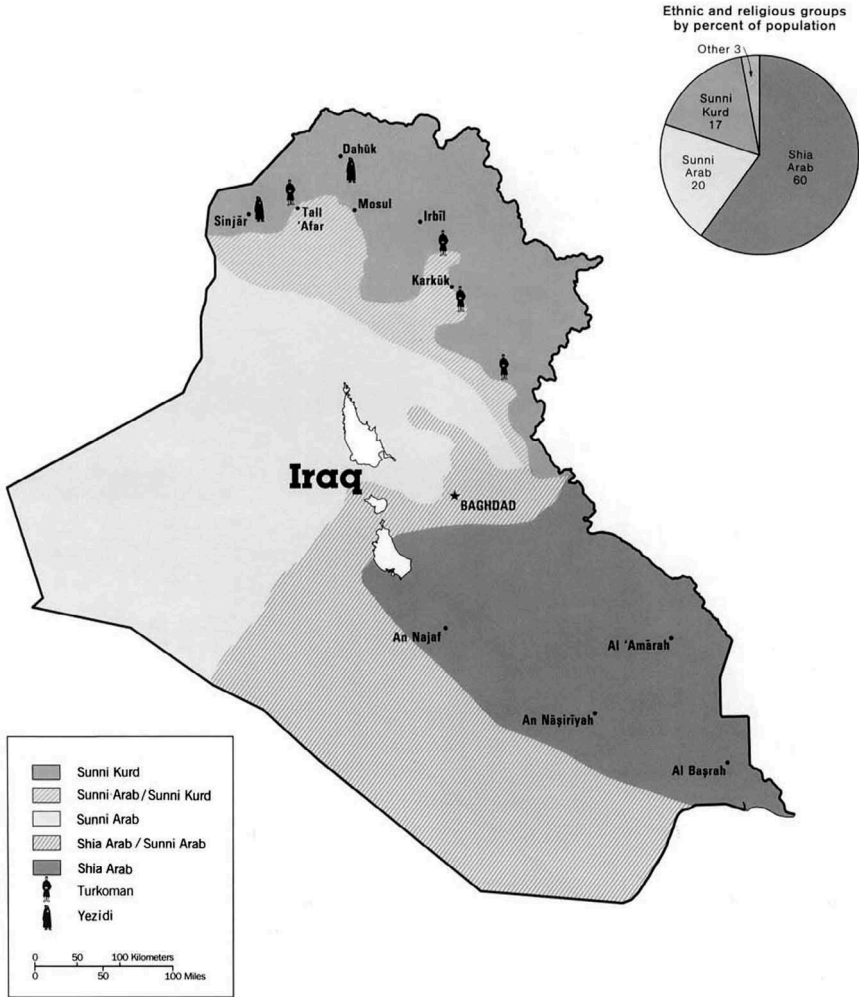 Ethnic and religious groups
by percent of population
Other 3
Sunni
Kurd
17
Sunni
Arab
20
Shia
Arab
60
Dahūk
Sinjār
Tall
'Afar
Mosul
Irbīl
Karkūk
Iraq
BAGHDAD
An Najaf
Al 'Amārah
An Nāşirīyah
Al Başrah
Sunni Kurd
Sunni Arab/Sunni Kurd
Sunni Arab
Shia Arab / Sunni Arab
Shia Arab
Turkoman
Yezidi
0 50 100 Kilometers
0 50 100 Miles